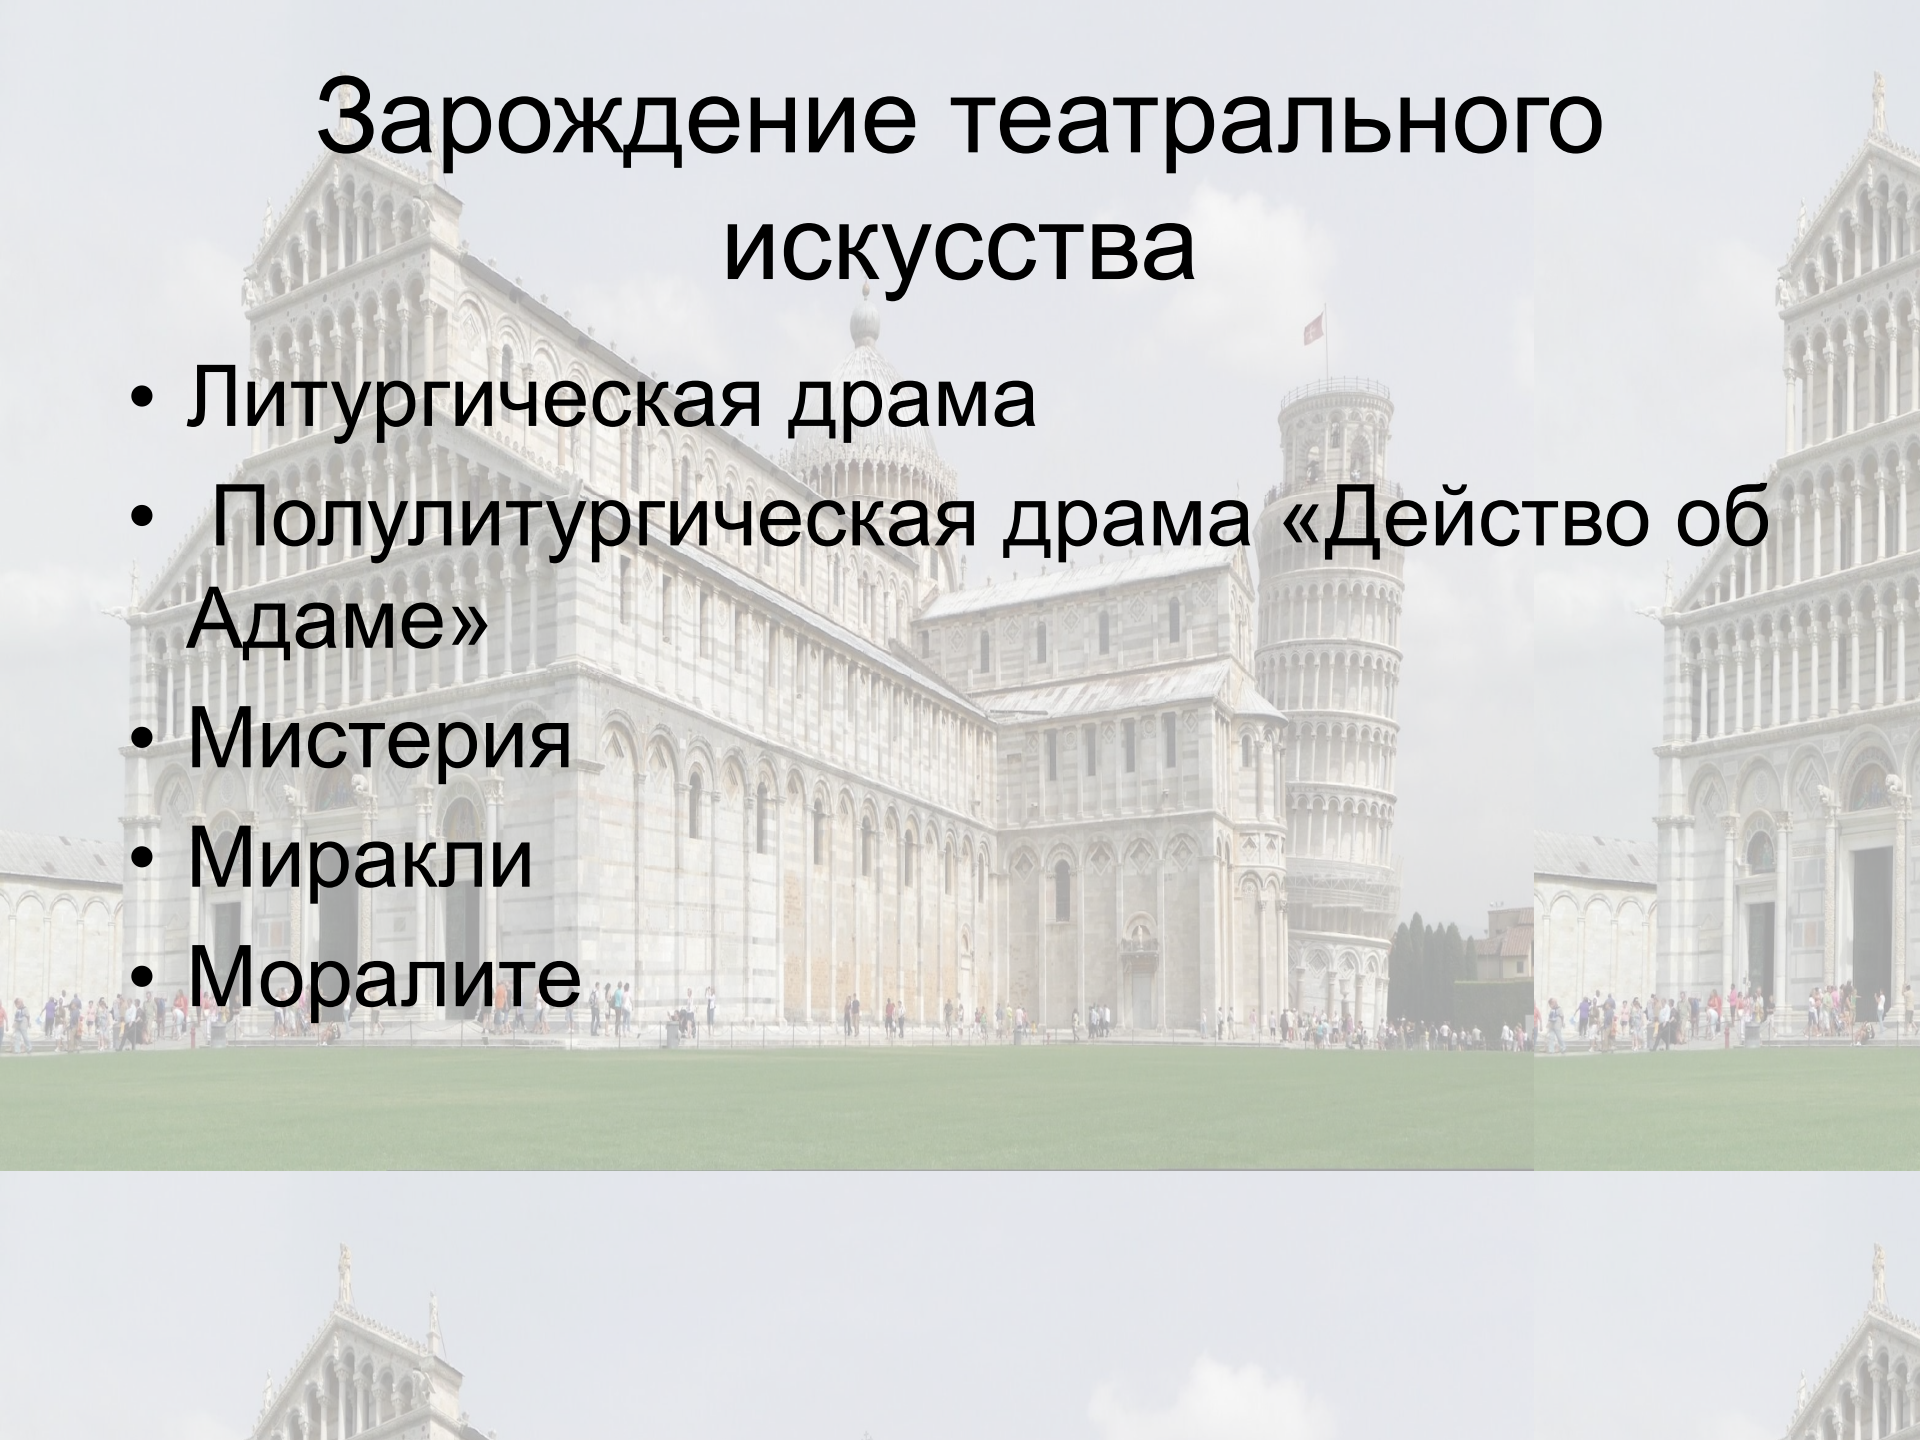 Зарождение театрального
искусства
• Литургическая драма
• Полулитургическая драма «Действо об
Адаме»
• Мистерия
• Миракли
• Моралите